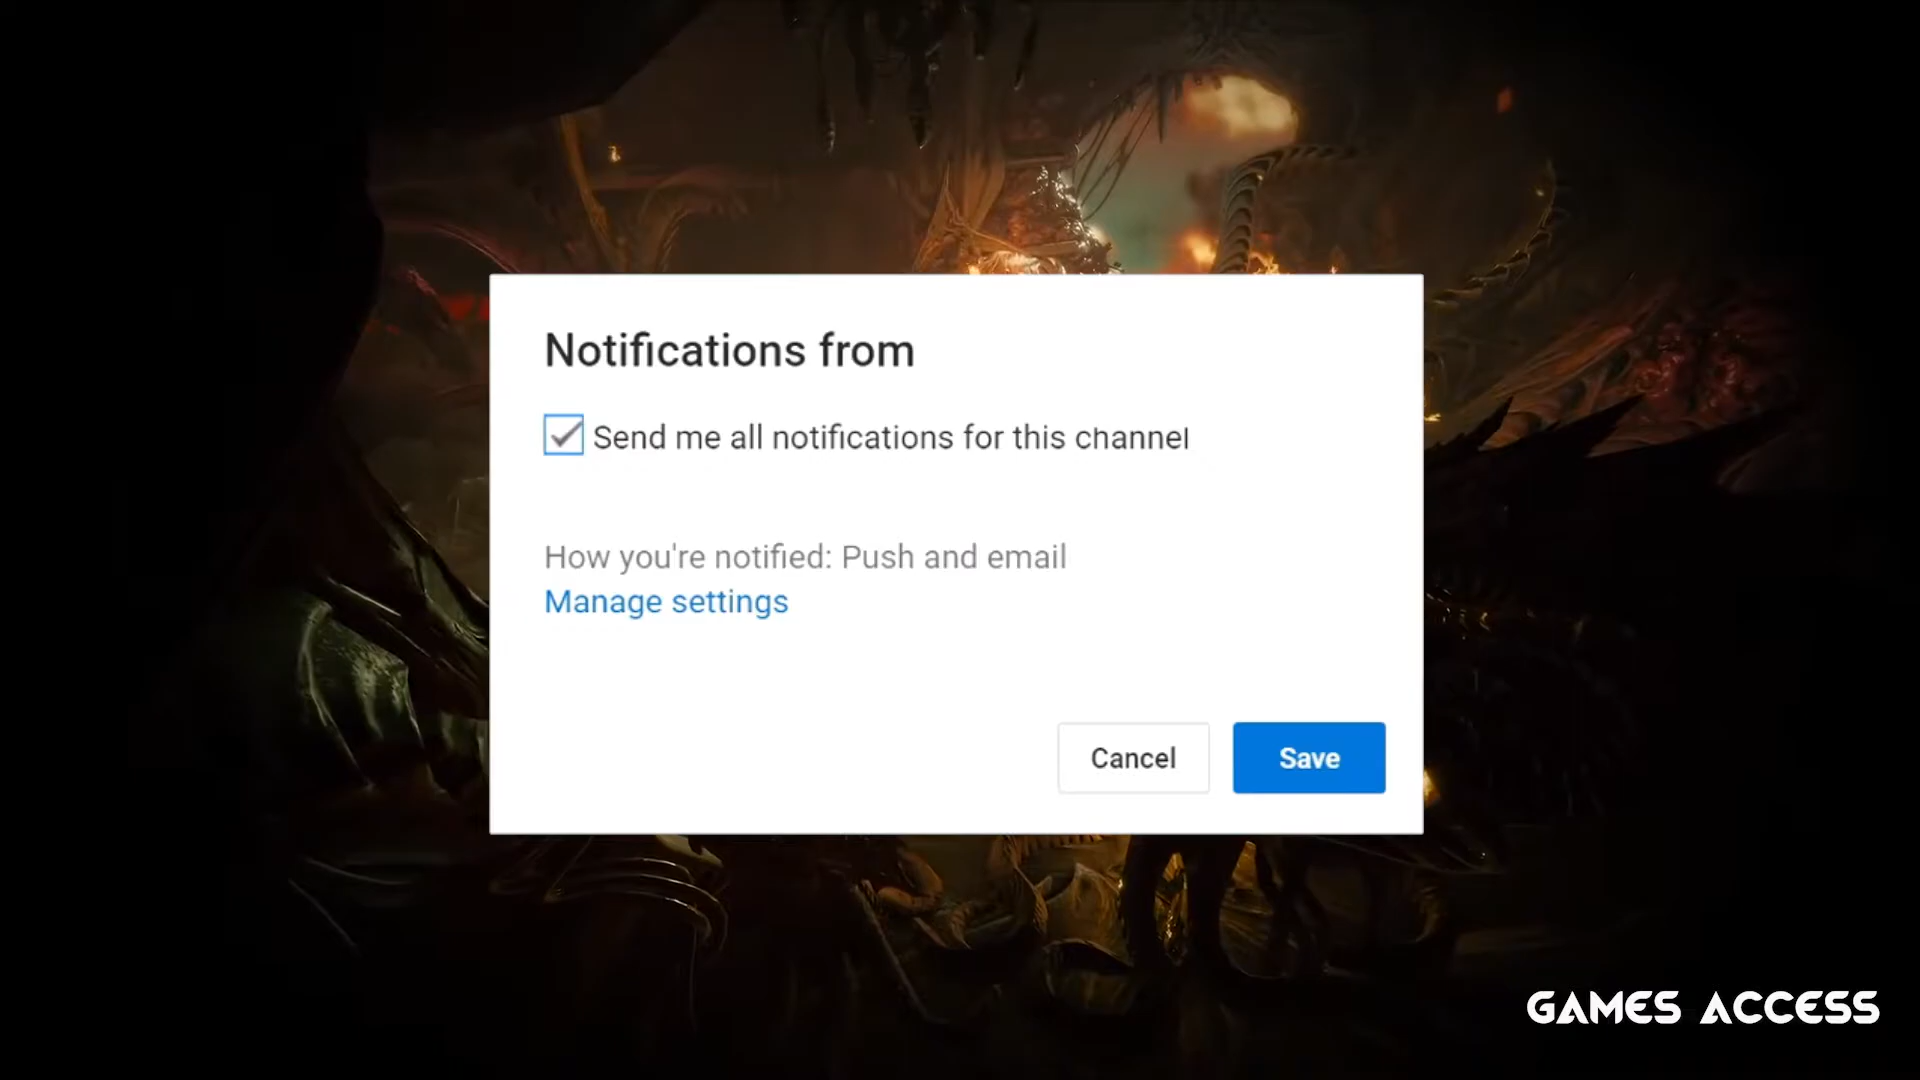 Notifications from
Send me all notifications for this channel
How you're notified: Push and email
Manage settings
Cancel
Save
GAMES ACCESS